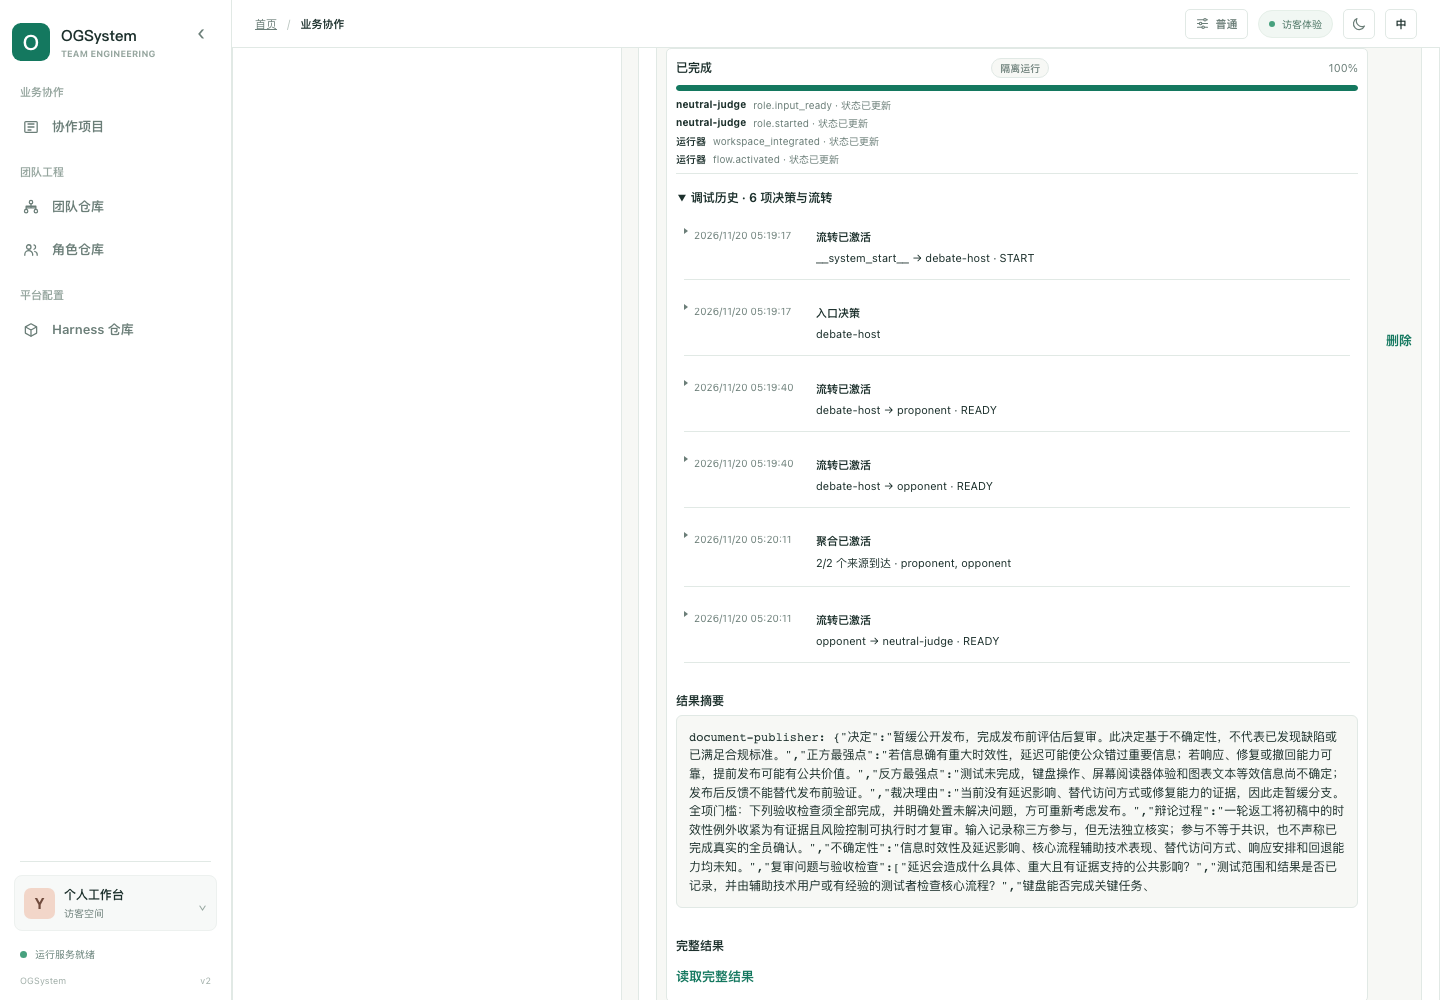 O
OGSystem
TEAM ENGINEERING
业务协作
协作项目
团队工程
团队仓库
角色仓库
平台配置
Harness 仓库
Y
个人工作台
访客空间
运行服务就绪
OGSystem
v2
首页 / 业务协作
普通
访客体验
中
已完成
隔离运行
100%
neutral-judge role.input_ready · 状态已更新
neutral-judge role.started · 状态已更新
运行器 workspace_integrated · 状态已更新
运行器 flow.activated · 状态已更新
调试历史 · 6 项决策与流转
2026/11/20 05:19:17 流转已激活
__system_start__ → debate-host · START
2026/11/20 05:19:17 入口决策
debate-host
2026/11/20 05:19:40 流转已激活
debate-host → proponent · READY
2026/11/20 05:19:40 流转已激活
debate-host → opponent · READY
2026/11/20 05:20:11 聚合已激活
2/2 个来源到达 · proponent, opponent
2026/11/20 05:20:11 流转已激活
opponent → neutral-judge · READY
删除
结果摘要
document-publisher: {"决定":"暂缓公开发布，完成发布前评估后复审。此决定基于不确定性，不代表已发现缺陷或
已满足合规标准。","正方最强点":"若信息确有重大时效性，延迟可能使公众错过重要信息；若响应、修复或撤回能力可
靠，提前发布可能有公共价值。","反方最强点":"测试未完成，键盘操作、屏幕阅读器体验和图表文本等效信息尚不确定；
发布后反馈不能替代发布前验证。","裁决理由":"当前没有延迟影响、替代访问方式或修复能力的证据，因此走暂缓分支。
全项门槛：下列验收检查须全部完成，并明确处置未解决问题，方可重新考虑发布。","辩论过程":"一轮返工将初稿中的时
效性例外收紧为有证据且风险控制可执行时才复审。输入记录称三方参与，但无法独立核实；参与不等于共识，也不声称已
完成真实的全员确认。","不确定性":"信息时效性及延迟影响、核心流程辅助技术表现、替代访问方式、响应安排和回退能
力均未知。","复审问题与验收检查":["延迟会造成什么具体、重大且有证据支持的公共影响？","测试范围和结果是否已
记录，并由辅助技术用户或有经验的测试者检查核心流程？","键盘能否完成关键任务、
完整结果
读取完整结果